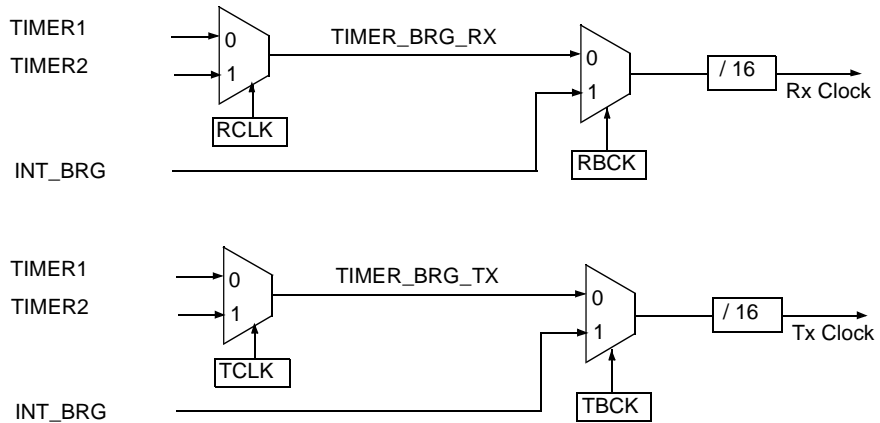 TIMER1
0
TIMER_BRG_RX
TIMER2
1
0
/ 16
1
Rx Clock
RCLK
RBCK
INT_BRG
TIMER1
0
TIMER_BRG_TX
TIMER2
1
0
/ 16
1
Tx Clock
TCLK
TBCK
INT_BRG